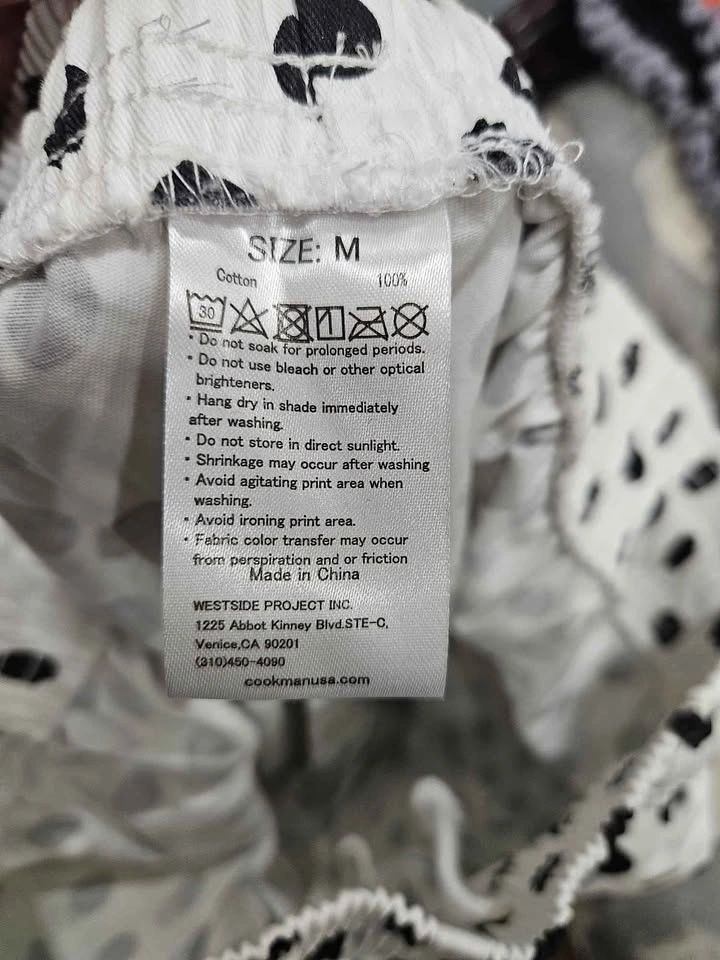 SIZE: M
Cotton 100%
30
• Do not soak for prolonged periods.
• Do not use bleach or other optical
brighteners.
• Hang dry in shade immediately
after washing.
• Do not store in direct sunlight.
• Shrinkage may occur after washing
• Avoid agitating print area when
washing.
• Avoid ironing print area.
• Fabric color transfer may occur
from perspiration and or friction
Made in China
WESTSIDE PROJECT INC.
1225 Abbot Kinney Blvd.STE-C,
Venice,CA 90201
(310)450-4090
cookmanusa.com